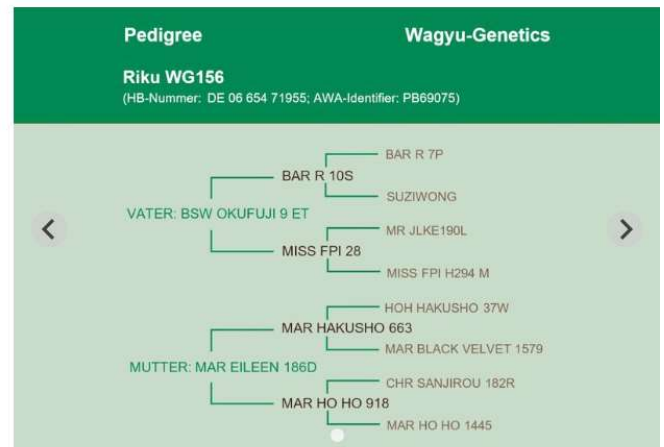 Pedigree Wagyu-Genetics
Riku WG156
(HB-Nummer: DE 06 654 71955; AWA-Identifier: PB69075)
BAR R 7P
BAR R 10S
SUZIWONG
VATER: BSW OKUFUJI 9 ET
MR JLKE190L
MISS FPI 28
MISS FPI H294 M
HOH HAKUSHO 37W
MAR HAKUSHO 663
MAR BLACK VELVET 1579
MUTTER: MAR EILEEN 186D
CHR SANJIROU 182R
MAR HO HO 918
MAR HO HO 1445